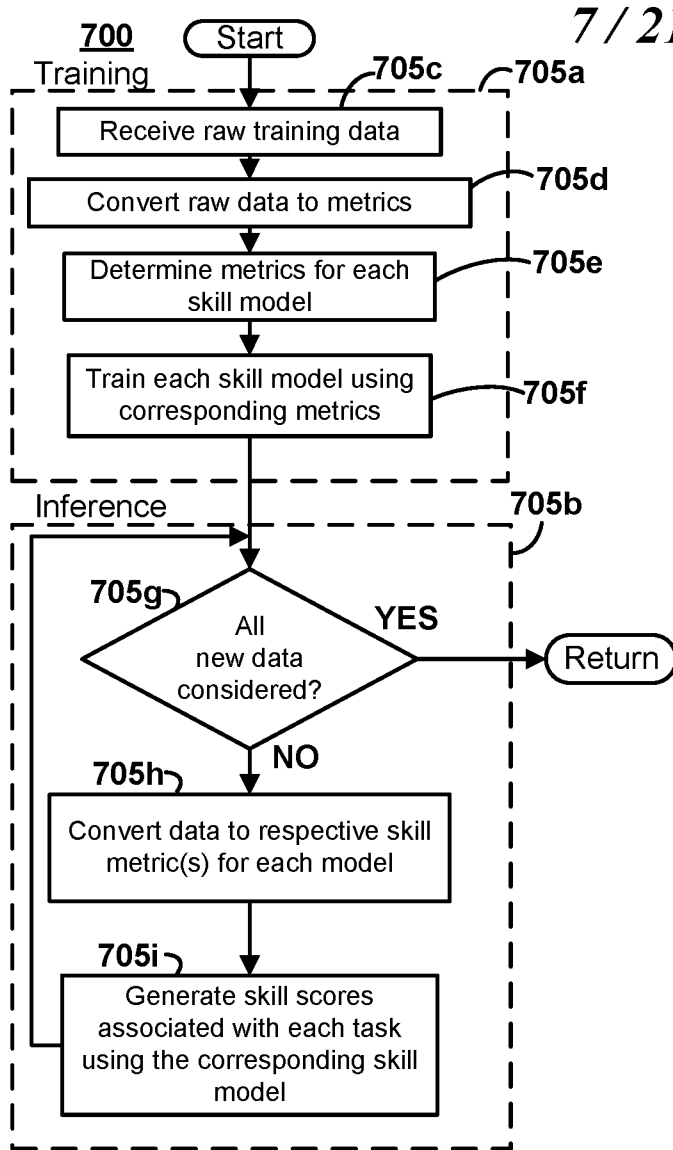 700
Start
7 / 21
Training
705c
705a
Receive raw training data
705d
Convert raw data to metrics
Determine metrics for each
skill model
705e
Train each skill model using
corresponding metrics
705f
Inference
705b
705g
YES
All
new data
considered?
Return
NO
705h
Convert data to respective skill
metric(s) for each model
705i
Generate skill scores
associated with each task
using the corresponding skill
model